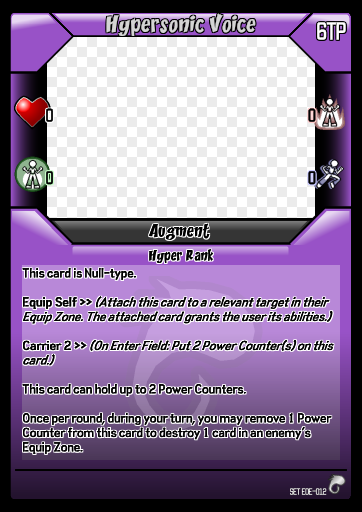 Hypersonic Voice
6TP
0
0
0
0
Augment
Hyper Rank
This card is Null-type.
Equip Self >> (Attach this card to a relevant target in their
Equip Zone. The attached card grants the user its abilities.)
Carrier 2 >> (On Enter Field: Put 2 Power Counter(s) on this
card.)
This card can hold up to 2 Power Counters.
Once per round, during your turn, you may remove 1 Power
Counter from this card to destroy 1 card in an enemy's
Equip Zone.
SET EOE-012